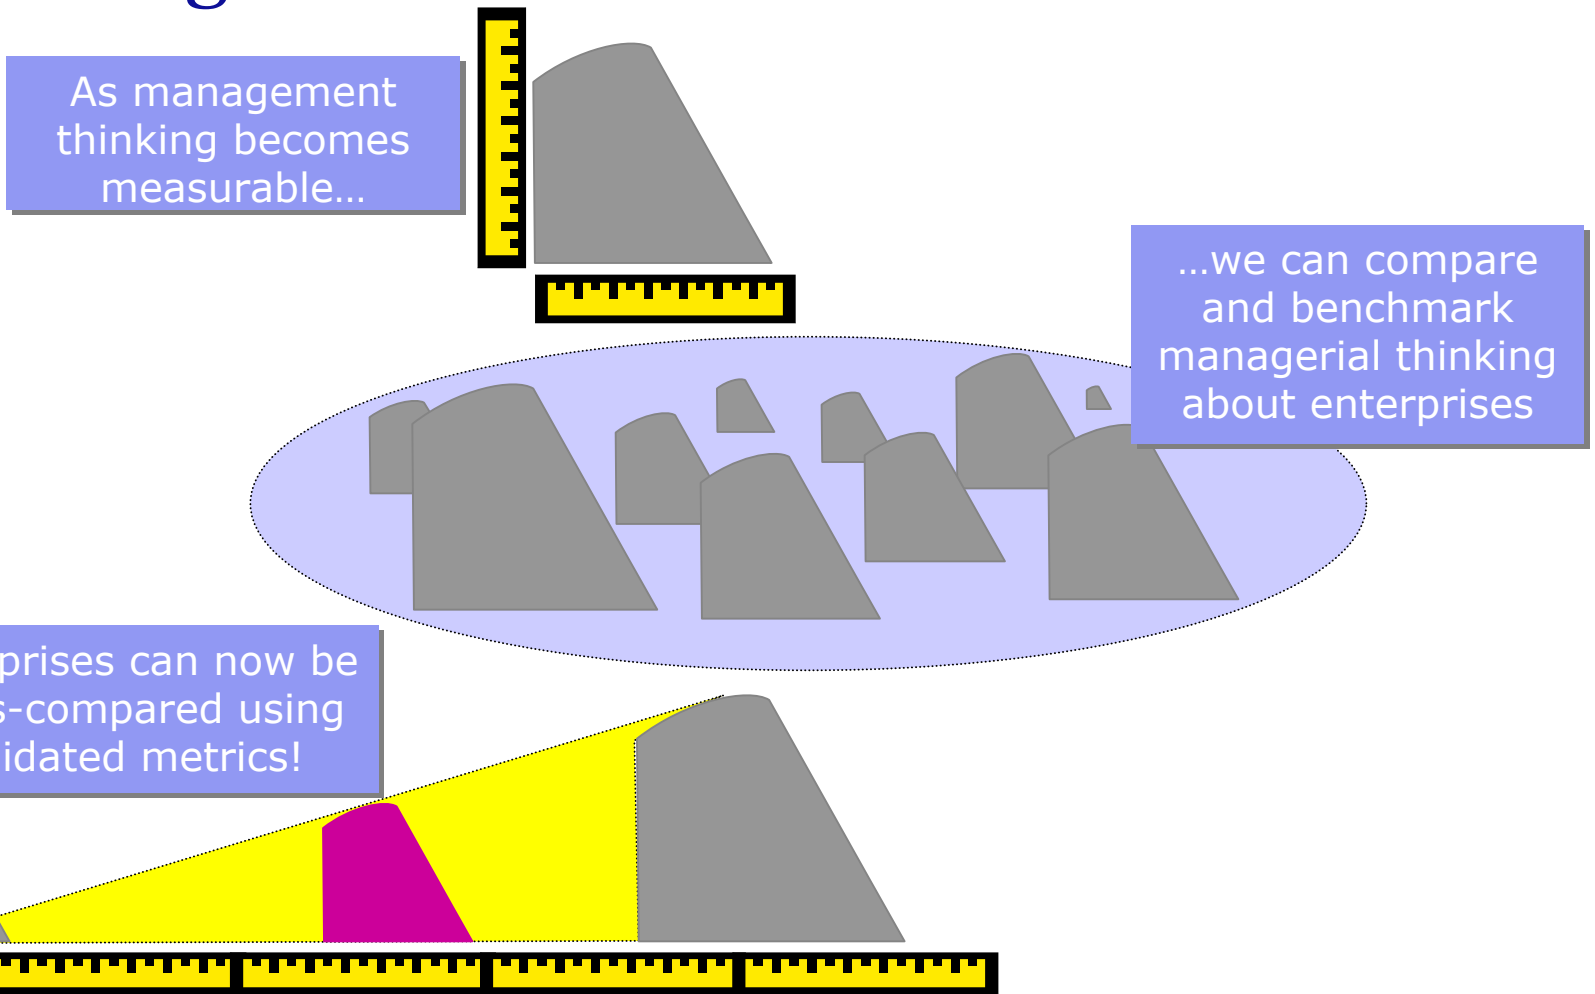 As management
thinking becomes
measurable…
…we can compare
and benchmark
managerial thinking
about enterprises
prises can now be
s-compared using
idated metrics!